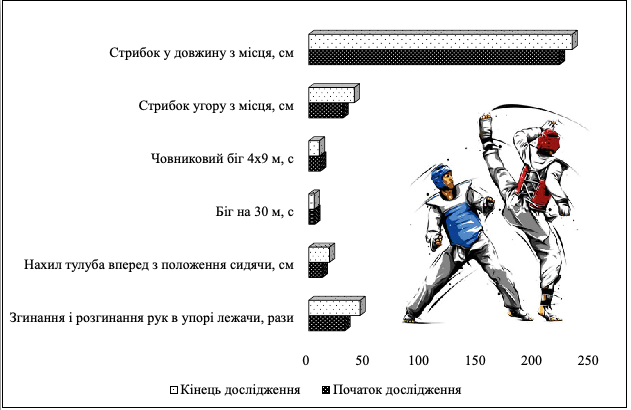 Стрибок у довжину з місця, см
Стрибок угору з місця, см
Човниковий біг 4х9 м, с
Біг на 30 м, с
Нахил тулуба вперед з положення сидячи, см
Згинання і розгинання рук в упорі лежачи, рази
0 50 100 150 200 250
Кінець дослідження Початок дослідження